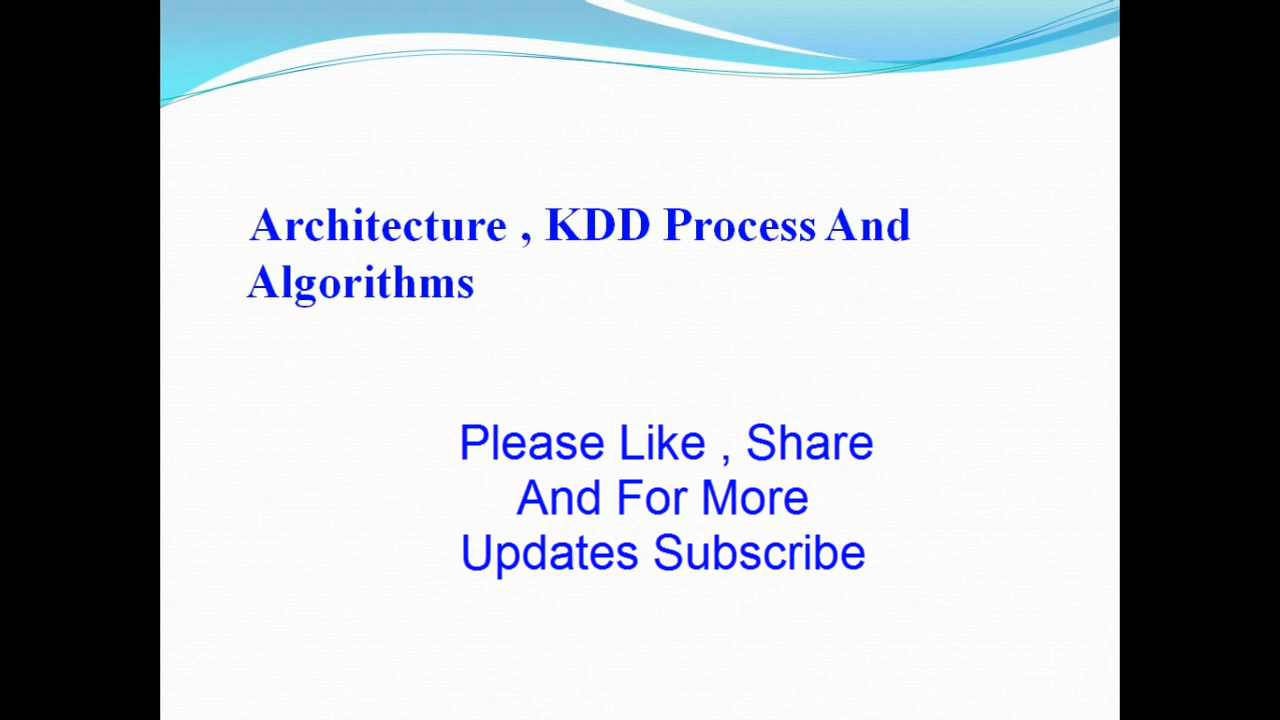 Architecture , KDD Process And
Algorithms
Please Like , Share
And For More
Updates Subscribe